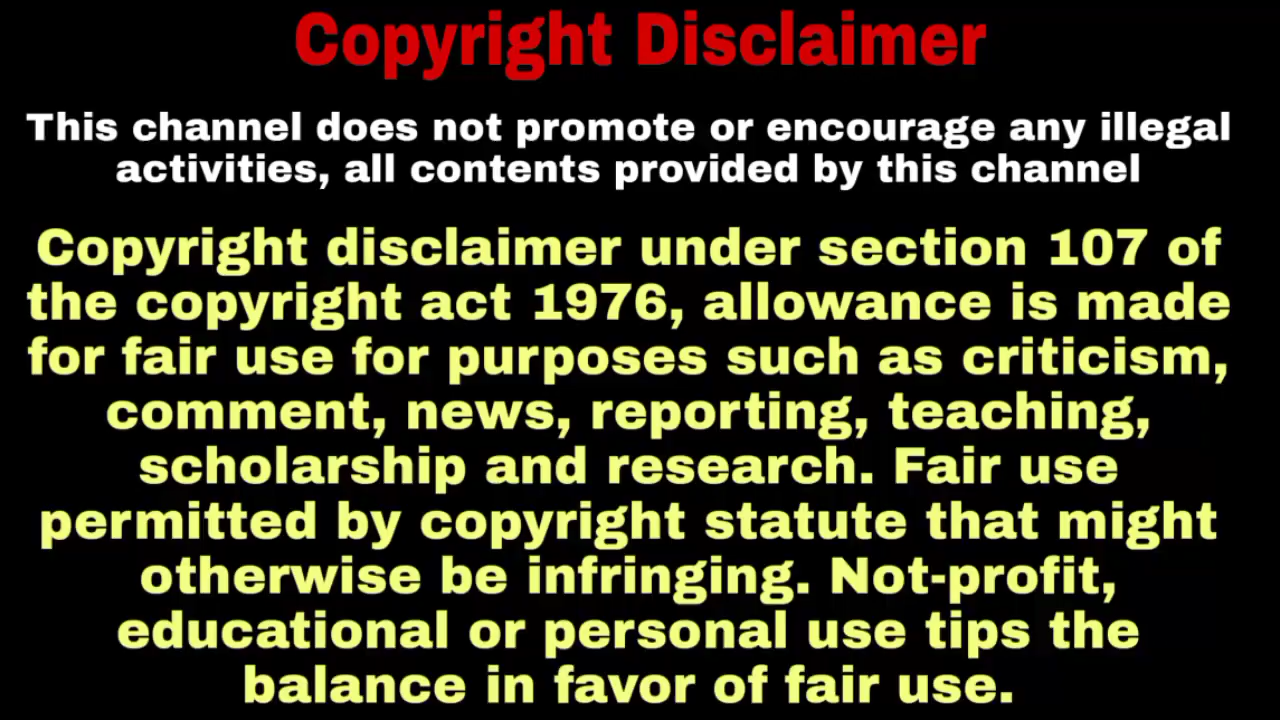 Copyright Disclaimer
This channel does not promote or encourage any illegal
activities, all contents provided by this channel
Copyright disclaimer under section 107 of
the copyright act 1976, allowance is made
for fair use for purposes such as criticism,
comment, news, reporting, teaching,
scholarship and research. Fair use
permitted by copyright statute that might
otherwise be infringing. Not-profit,
educational or personal use tips the
balance in favor of fair use.